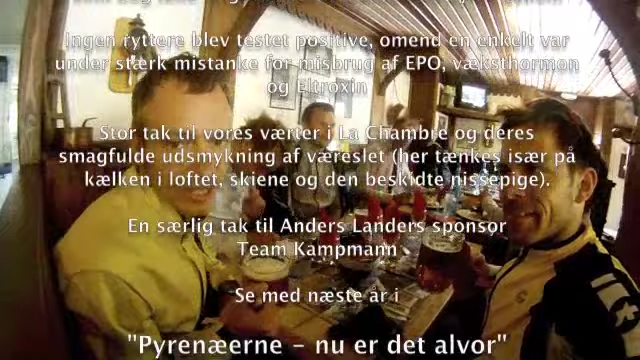 Ingen ryttere blev testet positive, omend en enkelt var
under stærk mistanke for misbrug af EPO, væksthormon
og Eltroxin
Stor tak til vores værter i La Chambre og deres
smagfulde udsmykning af væreslet (her tænkes især på
kælken i loftet, skiene og den beskidte nissepige).
En særlig tak til Anders Landers sponsor
Team Kampmann
Se med næste år i
"Pyrenæerne - nu er det alvor"